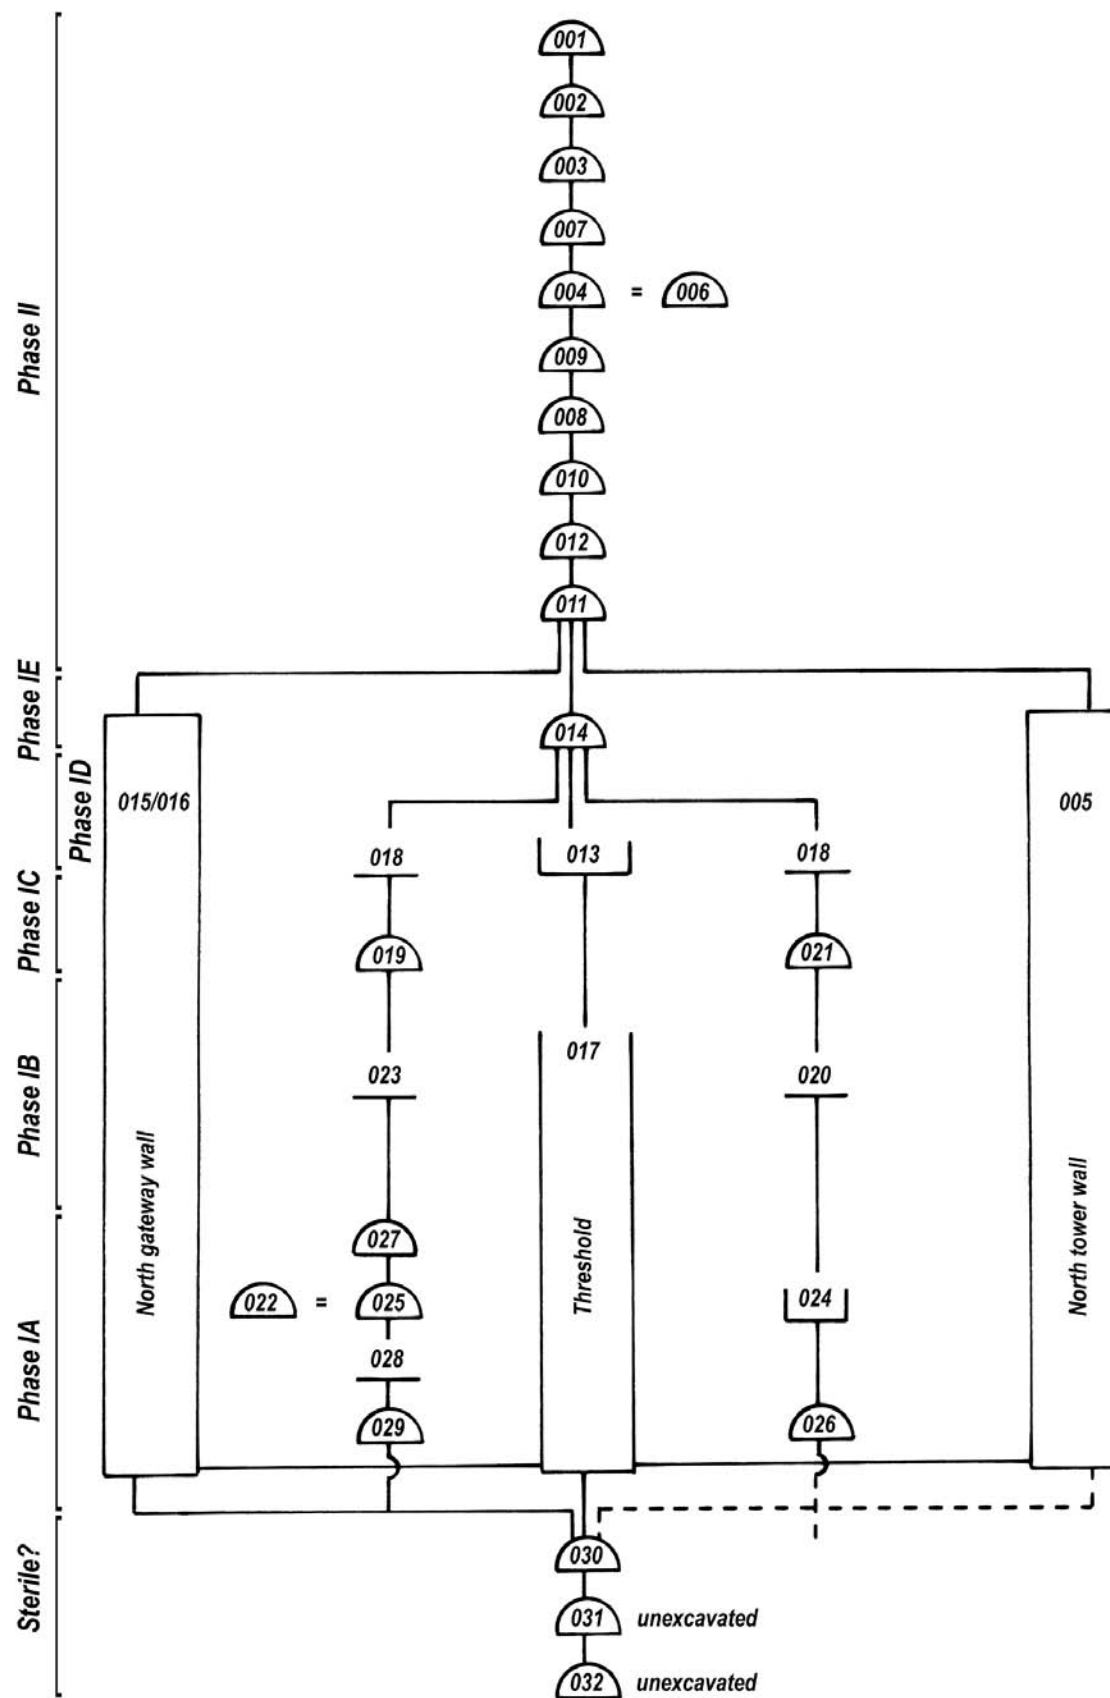 001
002
003
007
004 = 006
009
008
010
012
011
014
015/016
005
018
013
018
019
021
017
023
020
027
022 = 025
024
028
029
026
030
031 unexcavated
032 unexcavated
North gateway wall
Threshold
North tower wall
Phase II
Phase IE
Phase ID
Phase IC
Phase IB
Phase IA
Sterile?